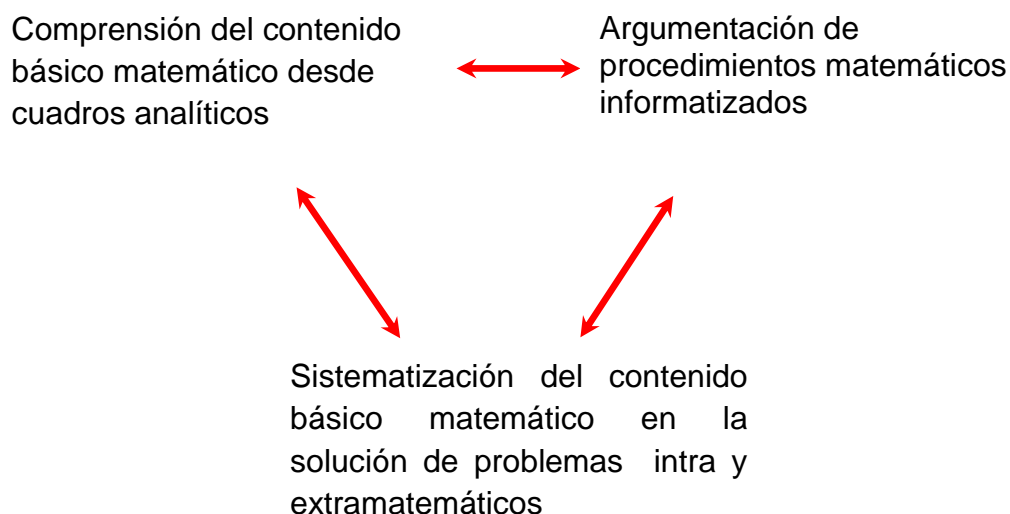 Comprensión del contenido
básico matemático desde
cuadros analíticos
Argumentación de
procedimientos matemáticos
informatizados
Sistematización del contenido
básico matemático en la
solución de problemas intra y
extramatemáticos